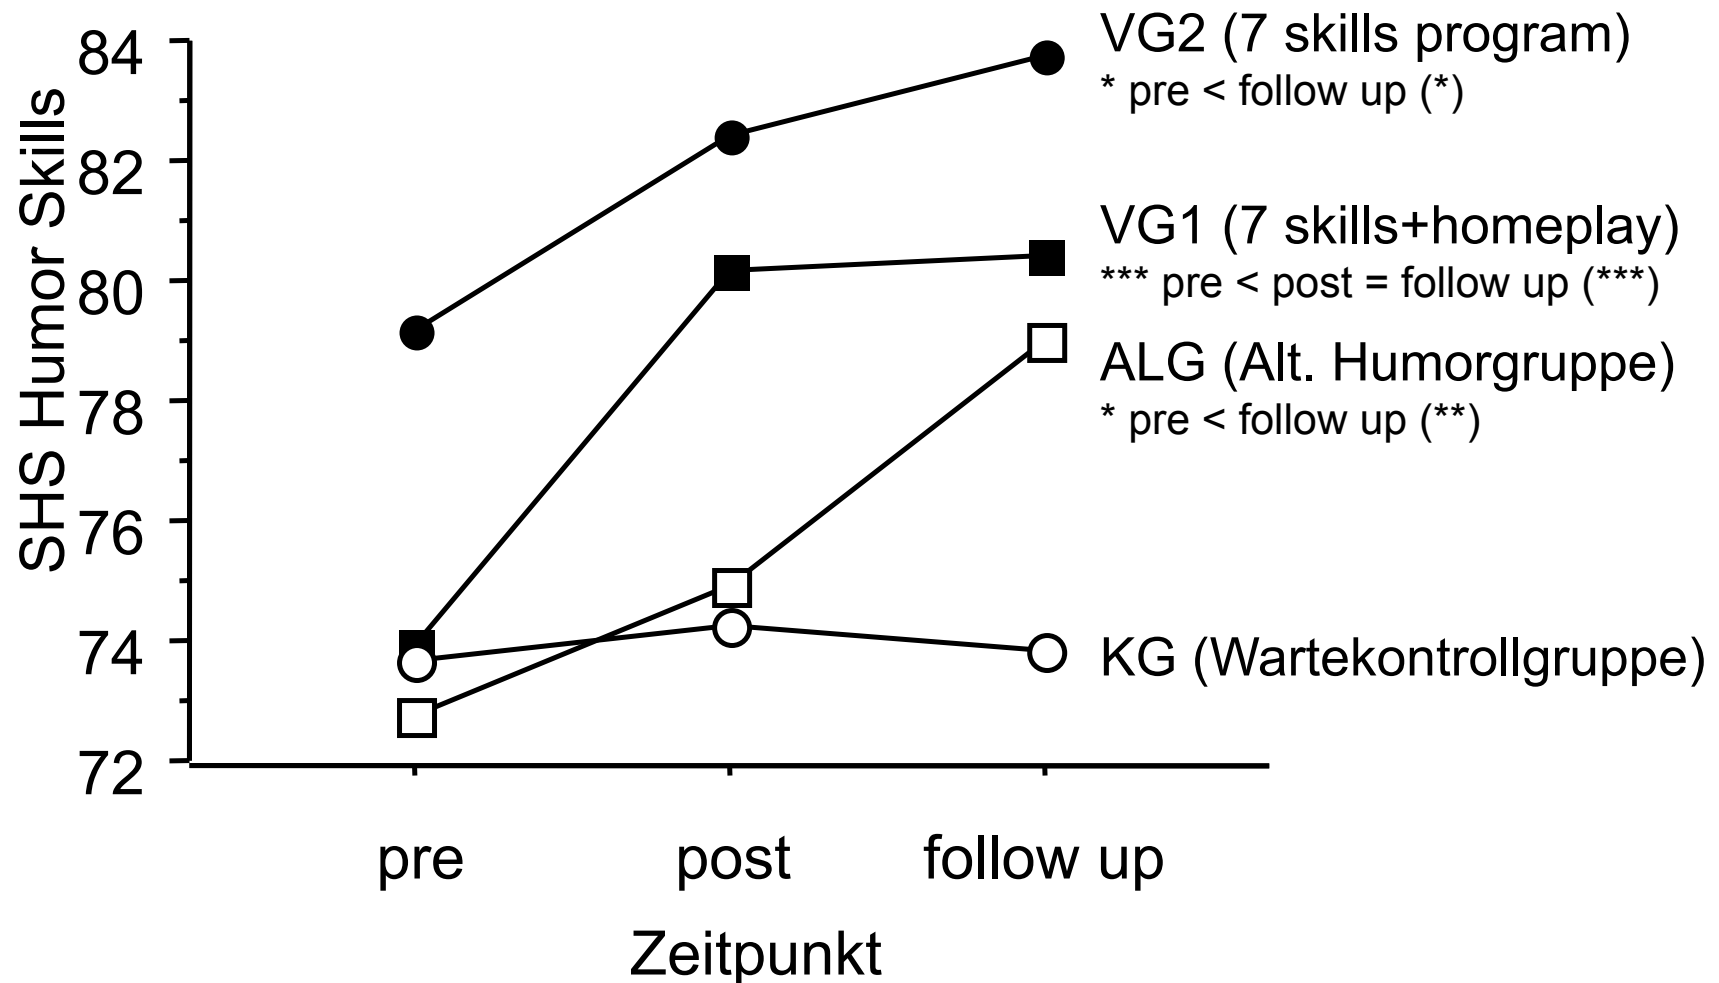 SHS Humor Skills
84
82
80
78
76
74
72
VG2 (7 skills program)
* pre < follow up (*)
VG1 (7 skills+homeplay)
*** pre < post = follow up (***)
ALG (Alt. Humorgruppe)
* pre < follow up (**)
KG (Wartekontrollgruppe)
pre post follow up
Zeitpunkt